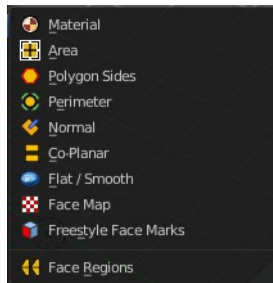 Material
Area
Polygon Sides
Perimeter
Normal
Co-Planar
Flat / Smooth
Face Map
Freestyle Face Marks
Face Regions